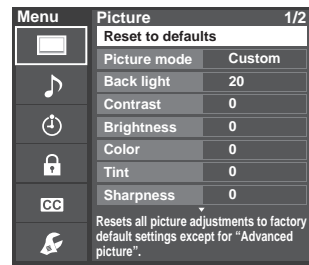 Menu
Picture 1/2
Reset to defaults
Picture mode Custom
Back light 20
Contrast 0
Brightness 0
Color 0
Tint 0
Sharpness 0
CC
Resets all picture adjustments to factory
default settings except for “Advanced
picture”.